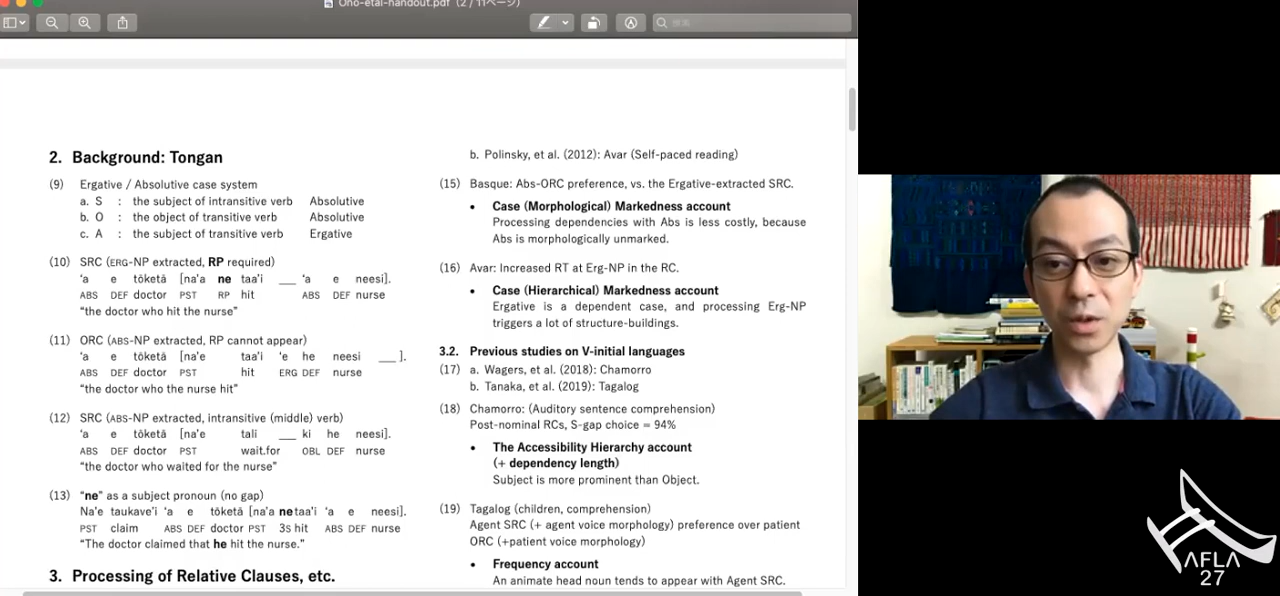 Ono-etal-handout.pdf (2 / 11ページ)
検索
2. Background: Tongan
(9) Ergative / Absolutive case system
a. S : the subject of intransitive verb Absolutive
b. O : the object of transitive verb Absolutive
c. A : the subject of transitive verb Ergative
(10) SRC (ERG-NP extracted, RP required)
'a e tōketā [na'a ne taa'i __ 'a e neesi].
ABS DEF doctor PST RP hit ABS DEF nurse
"the doctor who hit the nurse"
(11) ORC (ABS-NP extracted, RP cannot appear)
'a e tōketā [na'e taa'i 'e he neesi __ ].
ABS DEF doctor PST hit ERG DEF nurse
"the doctor who the nurse hit"
(12) SRC (ABS-NP extracted, intransitive (middle) verb)
'a e tōketā [na'e tali __ ki he neesi].
ABS DEF doctor PST wait.for OBL DEF nurse
"the doctor who waited for the nurse"
(13) "ne" as a subject pronoun (no gap)
Na'e taukave'i 'a e tōketā [na'a ne taa'i 'a e neesi].
PST claim ABS DEF doctor PST 3S hit ABS DEF nurse
"The doctor claimed that he hit the nurse."
3. Processing of Relative Clauses, etc.
b. Polinsky, et al. (2012): Avar (Self-paced reading)
(15) Basque: Abs-ORC preference, vs. the Ergative-extracted SRC.
• Case (Morphological) Markedness account
Processing dependencies with Abs is less costly, because
Abs is morphologically unmarked.
(16) Avar: Increased RT at Erg-NP in the RC.
• Case (Hierarchical) Markedness account
Ergative is a dependent case, and processing Erg-NP
triggers a lot of structure-buildings.
3.2. Previous studies on V-initial languages
(17) a. Wagers, et al. (2018): Chamorro
b. Tanaka, et al. (2019): Tagalog
(18) Chamorro: (Auditory sentence comprehension)
Post-nominal RCs, S-gap choice = 94%
• The Accessibility Hierarchy account
(+ dependency length)
Subject is more prominent than Object.
(19) Tagalog (children, comprehension)
Agent SRC (+ agent voice morphology) preference over patient
ORC (+patient voice morphology)
• Frequency account
An animate head noun tends to appear with Agent SRC.
AFLA
27